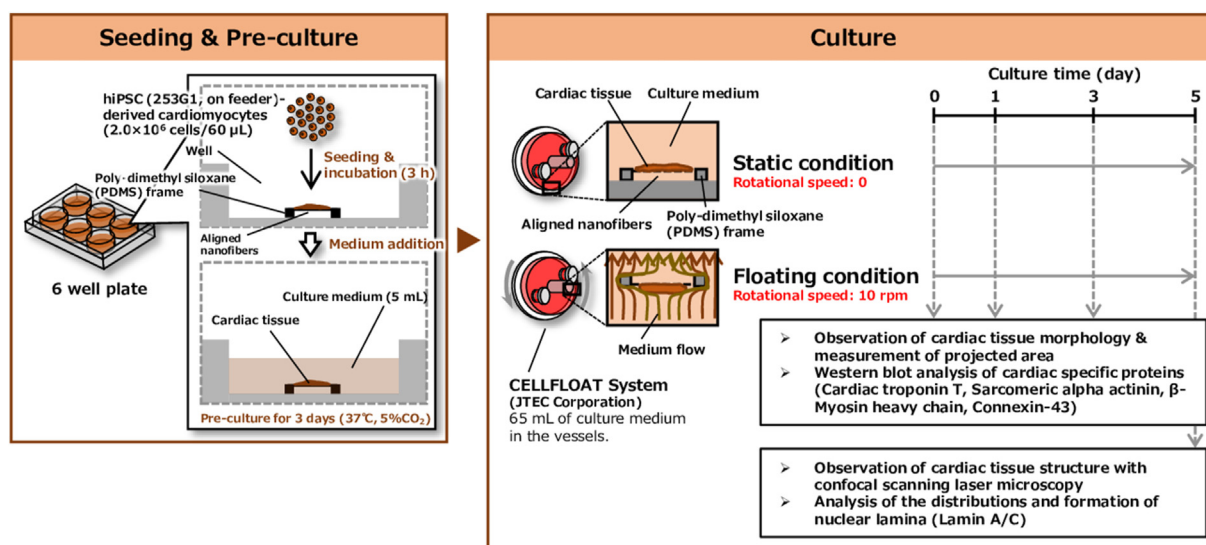 Seeding & Pre-culture
hiPSC (253G1, on feeder)-
derived cardiomyocytes
(2.0×10⁶ cells/60 µL)
Well
Seeding &
incubation (3 h)
Poly-dimethyl siloxane
(PDMS) frame
Aligned
nanofibers
Medium addition
6 well plate
Culture medium (5 mL)
Cardiac tissue
Pre-culture for 3 days (37℃, 5%CO₂)
Culture
Culture time (day)
0 1 3 5
Cardiac tissue
Culture medium
Static condition
Rotational speed: 0
Aligned nanofibers
Poly-dimethyl siloxane
(PDMS) frame
Floating condition
Rotational speed: 10 rpm
Medium flow
CELLFLOAT System
(JTEC Corporation)
65 mL of culture medium
in the vessels.
➢ Observation of cardiac tissue morphology &
measurement of projected area
➢ Western blot analysis of cardiac specific proteins
(Cardiac troponin T, Sarcomeric alpha actinin, β-
Myosin heavy chain, Connexin-43)
➢ Observation of cardiac tissue structure with
confocal scanning laser microscopy
➢ Analysis of the distributions and formation of
nuclear lamina (Lamin A/C)